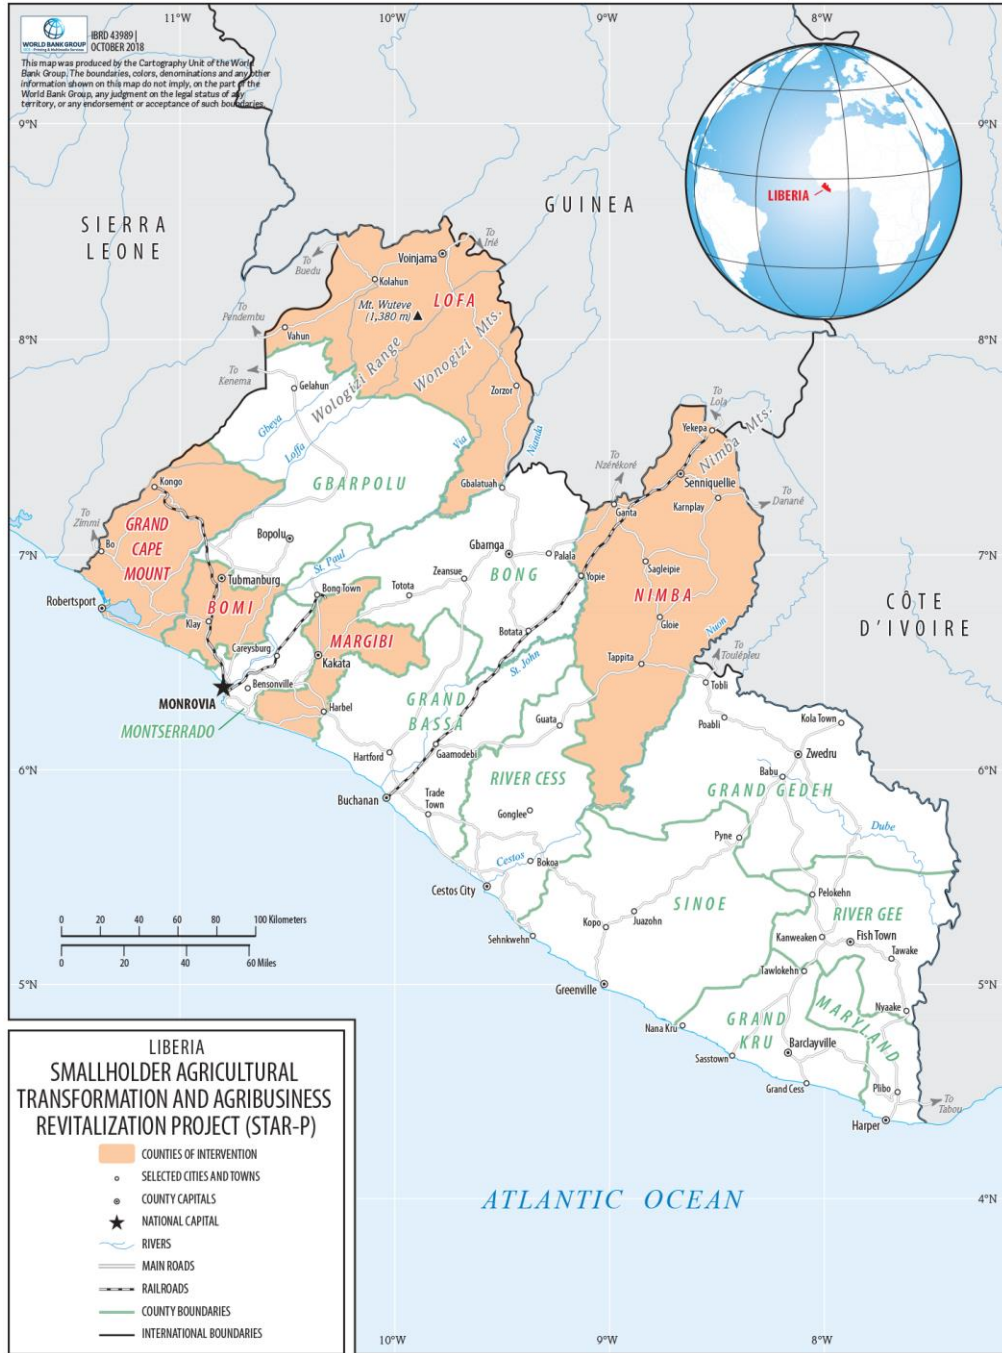 11°W
10°W
9°W
8°W
WORLD BANK GROUP
IBRD 43989 |
OCTOBER 2018
This map was produced by the Cartography Unit of the World
Bank Group. The boundaries, colors, denominations and any other
information shown on this map do not imply, on the part of the
World Bank Group, any judgment on the legal status of any
territory, or any endorsement or acceptance of such boundaries.
9°N
9°N
LIBERIA
GUINEA
SIERRA
LEONE
To
Buedu
To
Irié
Voinjama
Kolahun
LOFA
Mt. Wuteve
(1,380 m)
To
Pendembu
Vahun
8°N
8°N
To
Kenema
Gelahun
Wologizi Range
Wonogizi Mts.
Zorzor
To
Lola
Gbeya
Loffa
Via
Nianda
Yekepa
Nimba Mts.
To
Nzérékoré
Kongo
GBARPOLU
Gbalatuah
Senniquellie
To
Danané
Karnplay
Ganta
To
Zimmi
GRAND
CAPE
MOUNT
Bo
Bopolu
Gbarnga
Palala
7°N
7°N
St. Paul
Sagleipie
Tubmanburg
Zeansue
BONG
Yopie
Bong Town
Totota
NIMBA
Robertsport
BOMI
CÔTE
D'IVOIRE
Klay
MARGIBI
Botata
Gloie
Nuon
Careysburg
Kakata
St. John
Tappita
To
Toulépleu
Bensonville
MONROVIA
Tobli
MONTSERRADO
Harbel
GRAND
BASSA
Guata
Poabli
Kola Town
Hartford
Gaamodebi
Zwedru
6°N
6°N
RIVER CESS
Babu
GRAND GEDEH
Buchanan
Trade
Town
Gonglee
Dube
Pyne
Cestos
Bokoa
Cestos City
Pelokehn
SINOE
RIVER GEE
Juazohn
Kopo
Sehnkwehn
Kanweaken
Fish Town
Tawake
Tawlokehn
0 20 40 60 80 100 Kilometers
0 20 40 60 Miles
5°N
5°N
Greenville
Nyaake
MARYLAND
Nana Kru
GRAND
KRU
Barclayville
Sasstown
Grand Cess
Plibo
To
Tabou
Harper
ATLANTIC OCEAN
4°N
4°N
LIBERIA
SMALLHOLDER AGRICULTURAL
TRANSFORMATION AND AGRIBUSINESS
REVITALIZATION PROJECT (STAR-P)
COUNTIES OF INTERVENTION
SELECTED CITIES AND TOWNS
COUNTY CAPITALS
NATIONAL CAPITAL
RIVERS
MAIN ROADS
RAILROADS
COUNTY BOUNDARIES
INTERNATIONAL BOUNDARIES
10°W
9°W
8°W